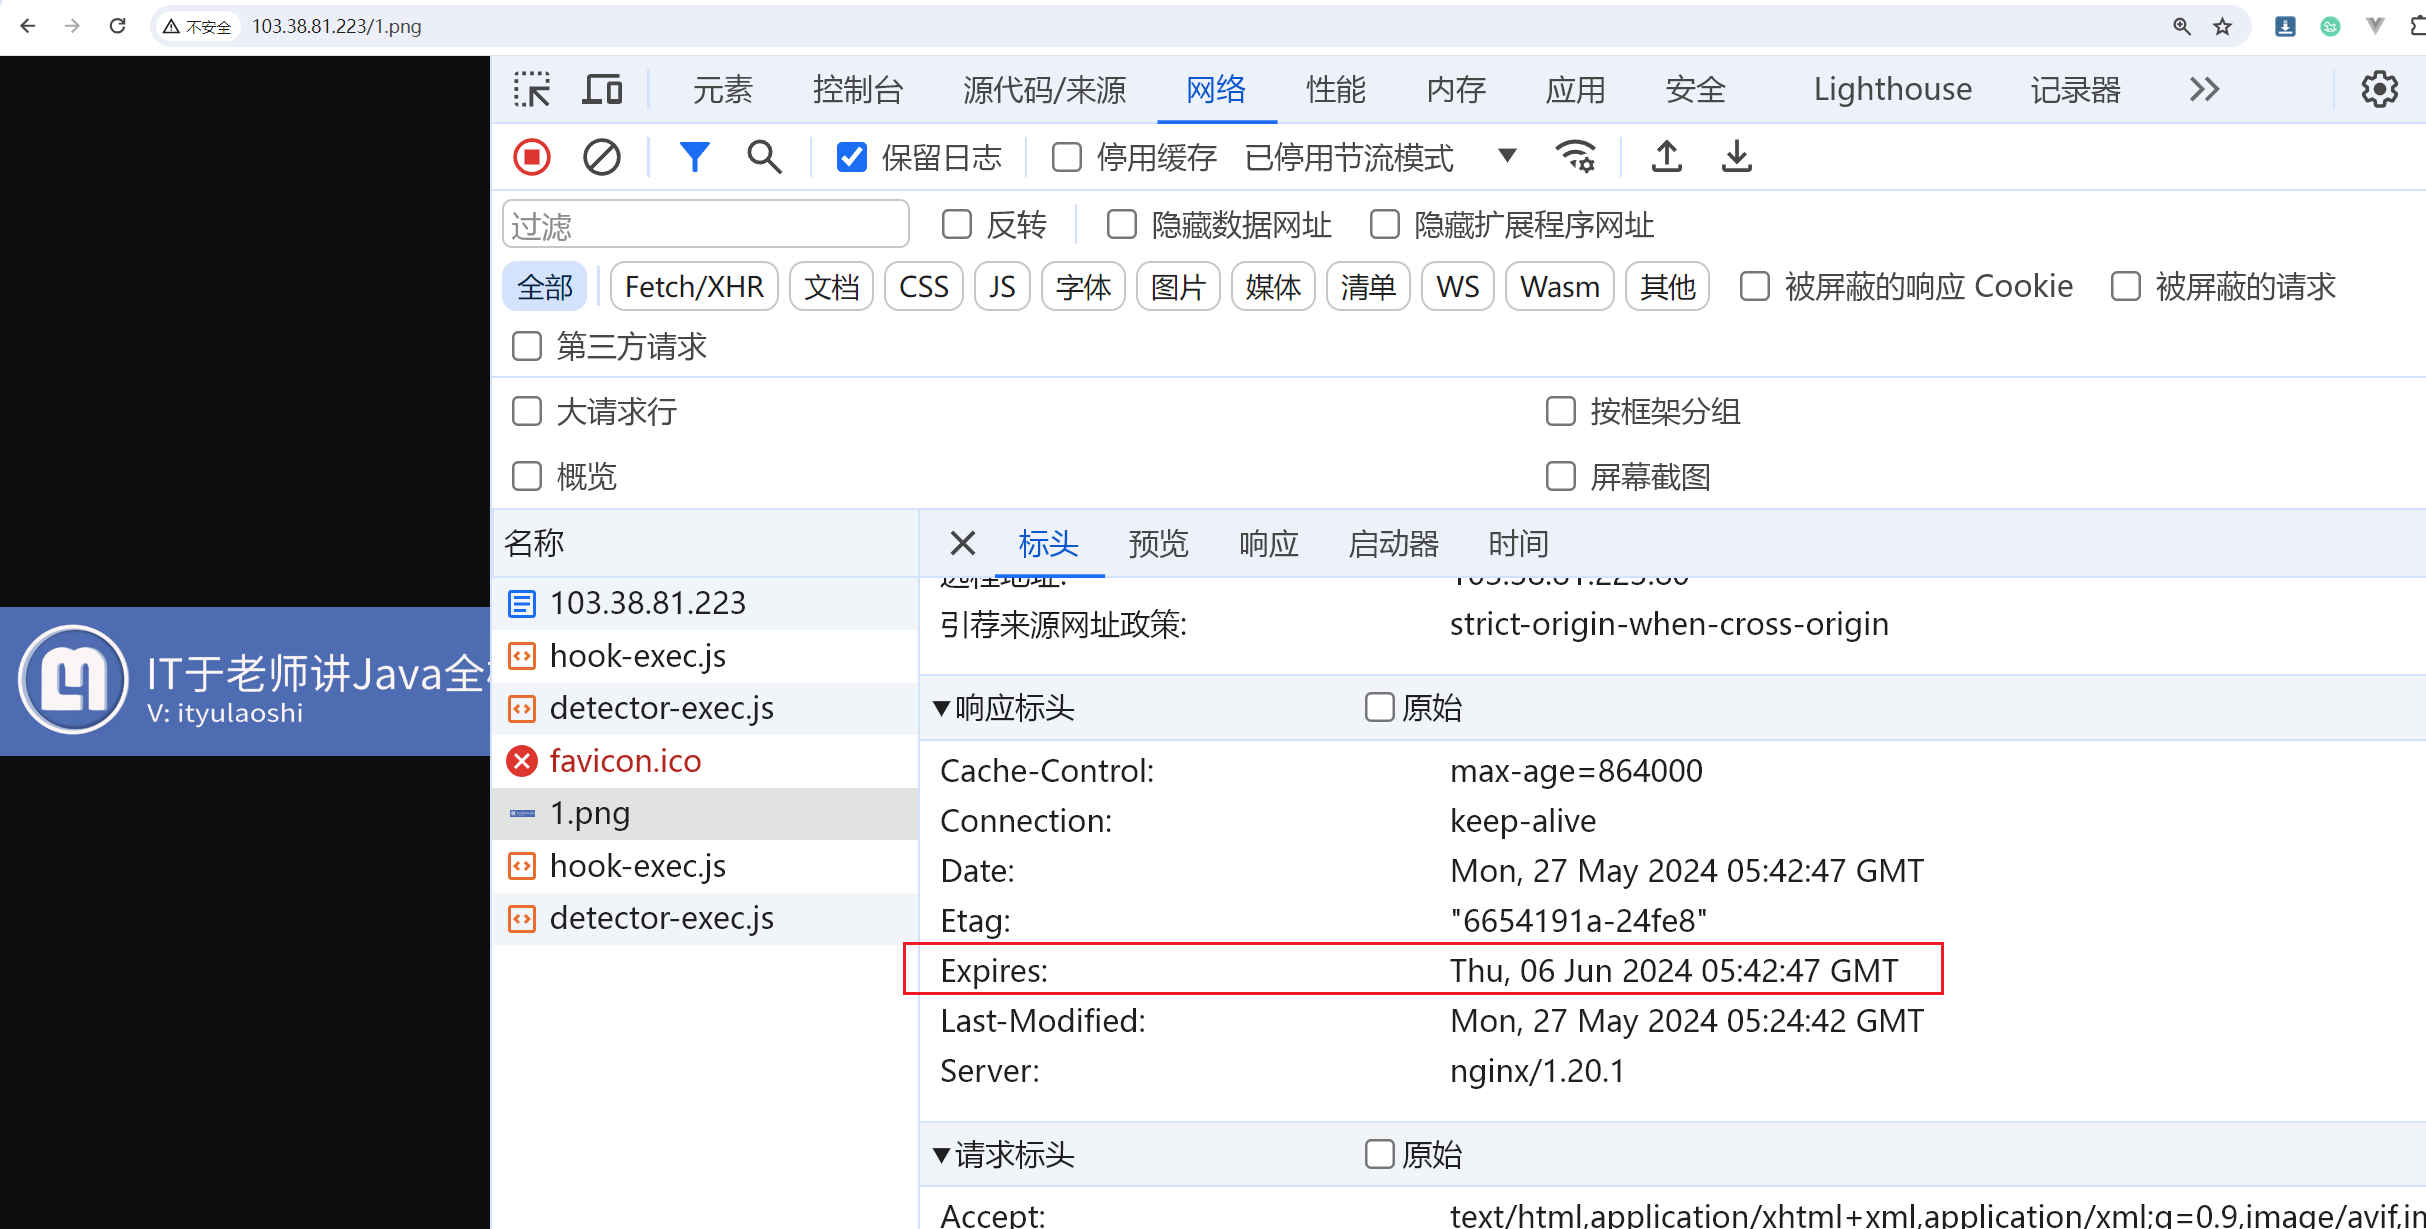 不安全 103.38.81.223/1.png
元素 控制台 源代码/来源 网络 性能 内存 应用 安全 Lighthouse 记录器
保留日志 停用缓存 已停用节流模式
过滤 反转 隐藏数据网址 隐藏扩展程序网址
全部 Fetch/XHR 文档 CSS JS 字体 图片 媒体 清单 WS Wasm 其他 被屏蔽的响应 Cookie 被屏蔽的请求
第三方请求
大请求行 按框架分组
概览 屏幕截图
名称 标头 预览 响应 启动器 时间
远程地址: 103.38.81.223:80
103.38.81.223
引荐来源网址政策: strict-origin-when-cross-origin
hook-exec.js
IT于老师讲Java全
V: ityulaoshi
detector-exec.js
响应标头 原始
favicon.ico
Cache-Control: max-age=864000
1.png
Connection: keep-alive
hook-exec.js
Date: Mon, 27 May 2024 05:42:47 GMT
detector-exec.js
Etag: "6654191a-24fe8"
Expires: Thu, 06 Jun 2024 05:42:47 GMT
Last-Modified: Mon, 27 May 2024 05:24:42 GMT
Server: nginx/1.20.1
请求标头 原始
Accept: text/html,application/xhtml+xml,application/xml;q=0.9,image/avif,in